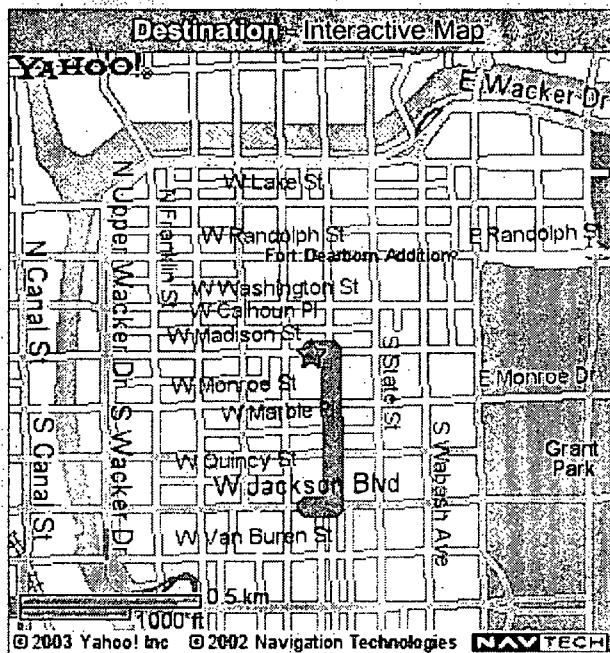 Destination - Interactive Map
YAHOO!
E Wacker Dr
W Lake St
N Upper Wacker Dr
N Franklin St
W Randolph St
E Randolph St
Fort Dearborn Addition
N Canal St
W Washington St
W Calhoun Pl
W Madison St
S State St
W Monroe St
E Monroe Dr
W Marble Pl
S Wacker Dr
S Canal St
S Wabash Ave
Grant
Park
W Quincy St
W Jackson Blvd
W Van Buren St
0.5 km
1000 ft
© 2003 Yahoo! Inc © 2002 Navigation Technologies NAVTECH